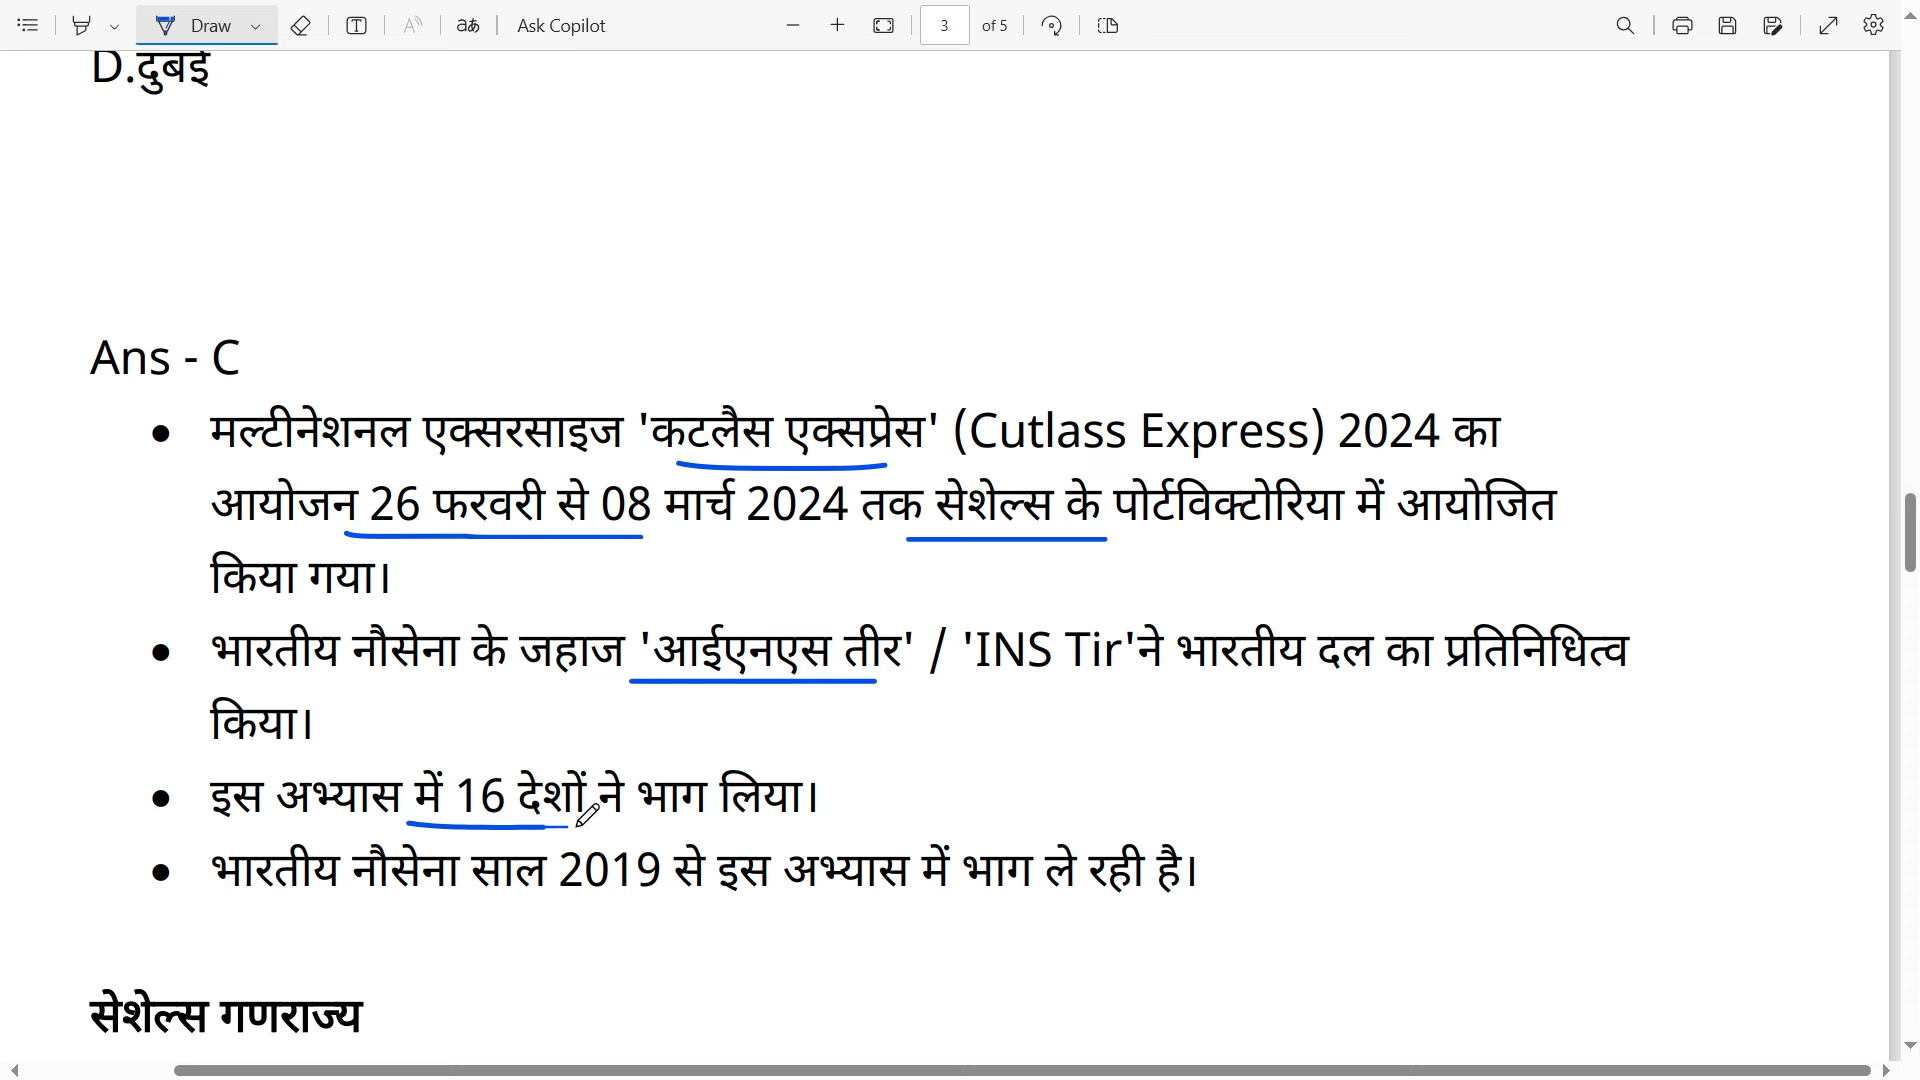 Draw
aあ
Ask Copilot
3 of 5
D.दुबई
Ans - C
● मल्टीनेशनल एक्सरसाइज 'कटलैस एक्सप्रेस' (Cutlass Express) 2024 का
आयोजन 26 फरवरी से 08 मार्च 2024 तक सेशेल्स के पोर्टविक्टोरिया में आयोजित
किया गया।
● भारतीय नौसेना के जहाज 'आईएनएस तीर' / 'INS Tir'ने भारतीय दल का प्रतिनिधित्व
किया।
● इस अभ्यास में 16 देशों ने भाग लिया।
● भारतीय नौसेना साल 2019 से इस अभ्यास में भाग ले रही है।
सेशेल्स गणराज्य